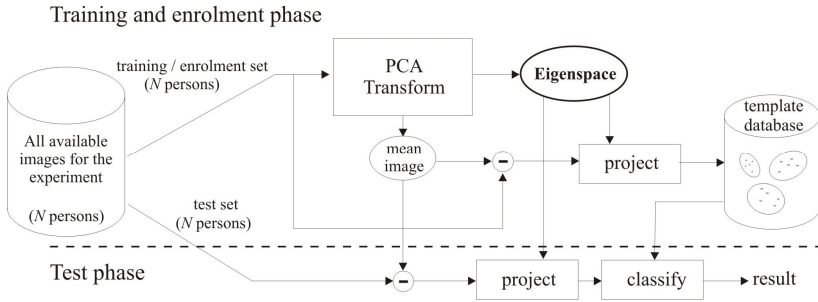 Training and enrolment phase
training / enrolment set
(N persons)
PCA
Transform
Eigenspace
template
database
All available
images for the
experiment
(N persons)
mean
image
-
project
test set
(N persons)
Test phase
-
project
classify
result